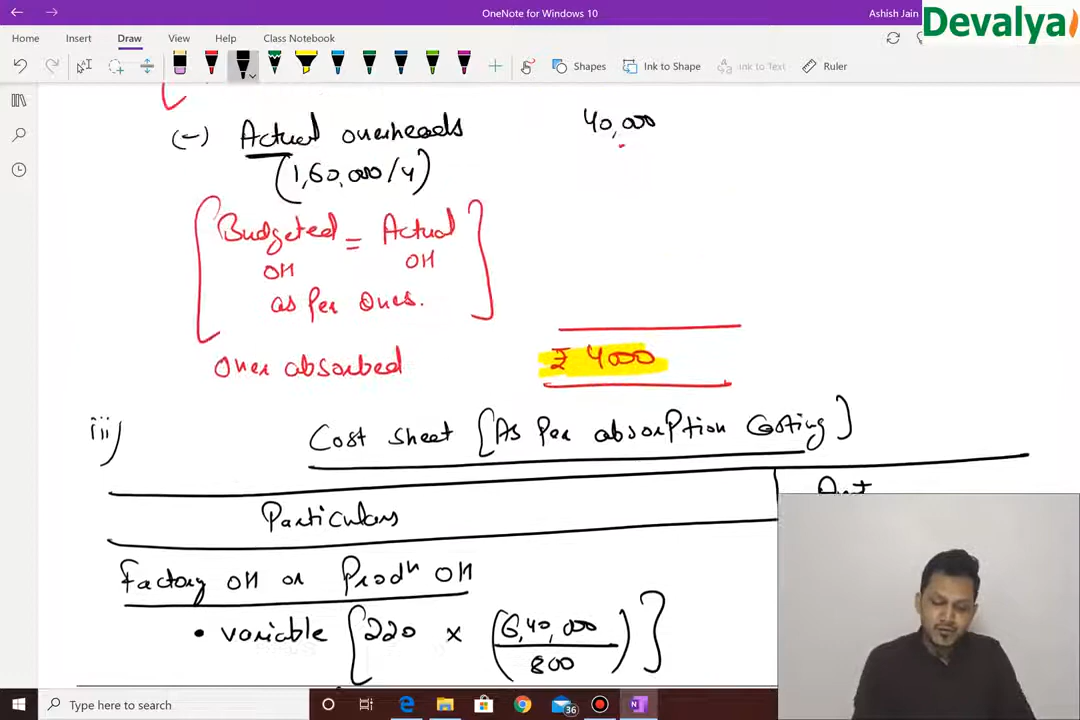 OneNote for Windows 10
Ashish Jain
Devalya
Home Insert Draw View Help Class Notebook
Shapes Ink to Shape Ink to Text Ruler
(-) Actual overheads 40,000
(1,60,000/4)
Budgeted = Actual
OH OH
as Per Ques.
Over absorbed ₹ 4000
iii) Cost sheet [As Per absorption Costing]
Particulars
Factory OH or Prodn OH
• variable [220 x (6,40,000
800)]
Type here to search
36